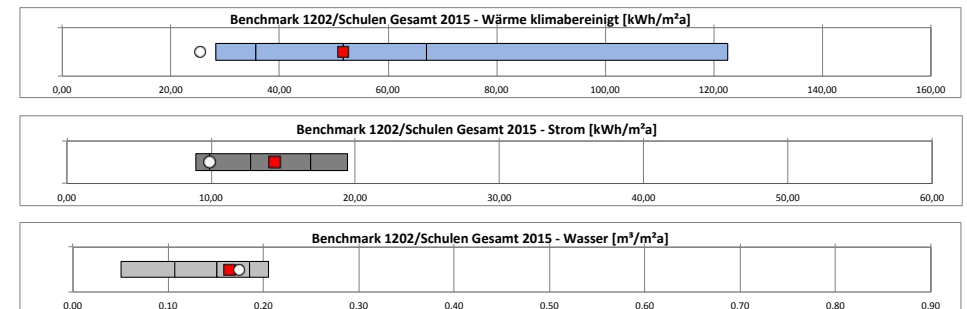 Benchmark 1202/Schulen Gesamt 2015 - Wärme klimabereinigt [kWh/m²a]
0,00 20,00 40,00 60,00 80,00 100,00 120,00 140,00 160,00
Benchmark 1202/Schulen Gesamt 2015 - Strom [kWh/m²a]
0,00 10,00 20,00 30,00 40,00 50,00 60,00
Benchmark 1202/Schulen Gesamt 2015 - Wasser [m³/m²a]
0,00 0,10 0,20 0,30 0,40 0,50 0,60 0,70 0,80 0,90